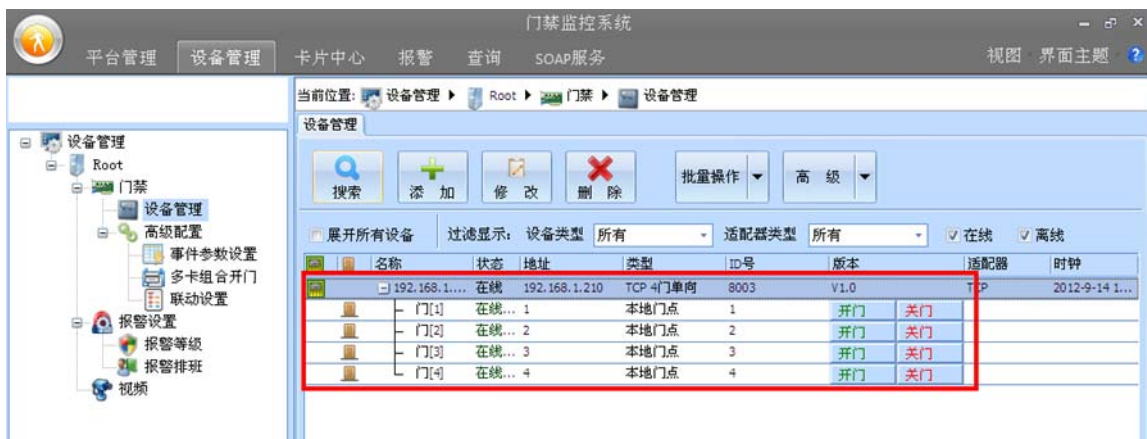 门禁监控系统
平台管理 设备管理 卡片中心 报警 查询 SOAP服务 视图 界面主题
当前位置: 设备管理 Root 门禁 设备管理
设备管理
设备管理
Root
门禁
设备管理
高级配置
事件参数设置
多卡组合开门
联动设置
报警设置
报警等级
报警排班
视频
搜索 添 加 修 改 删 除 批量操作 高 级
展开所有设备 过滤显示: 设备类型 所有 适配器类型 所有 在线 离线
名称 状态 地址 类型 ID号 版本 适配器 时钟
192.168.1.... 在线 192.168.1.210 TCP 4门单向 8003 V1.0 TCP 2012-9-14 1...
门[1] 在线... 1 本地门点 1 开门 关门
门[2] 在线... 2 本地门点 2 开门 关门
门[3] 在线... 3 本地门点 3 开门 关门
门[4] 在线... 4 本地门点 4 开门 关门